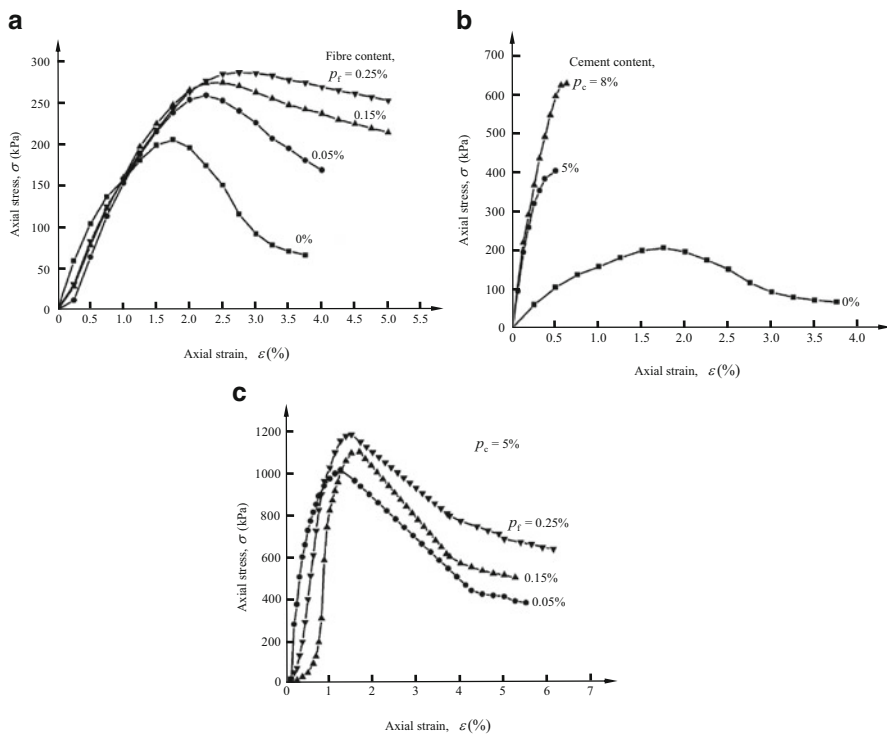 a
Fibre content,
p_f = 0.25%
0.15%
0.05%
0%
Axial stress, σ (kPa)
300
250
200
150
100
50
0
0.0 0.5 1.0 1.5 2.0 2.5 3.0 3.5 4.0 4.5 5.0 5.5
Axial strain, ε(%)
b
Cement content,
p_c = 8%
5%
0%
Axial stress, σ (kPa)
700
600
500
400
300
200
100
0
0.0 0.5 1.0 1.5 2.0 2.5 3.0 3.5 4.0
Axial strain, ε(%)
c
p_c = 5%
p_f = 0.25%
0.15%
0.05%
Axial stress, σ (kPa)
1200
1000
800
600
400
200
0
0 1 2 3 4 5 6 7
Axial strain, ε(%)